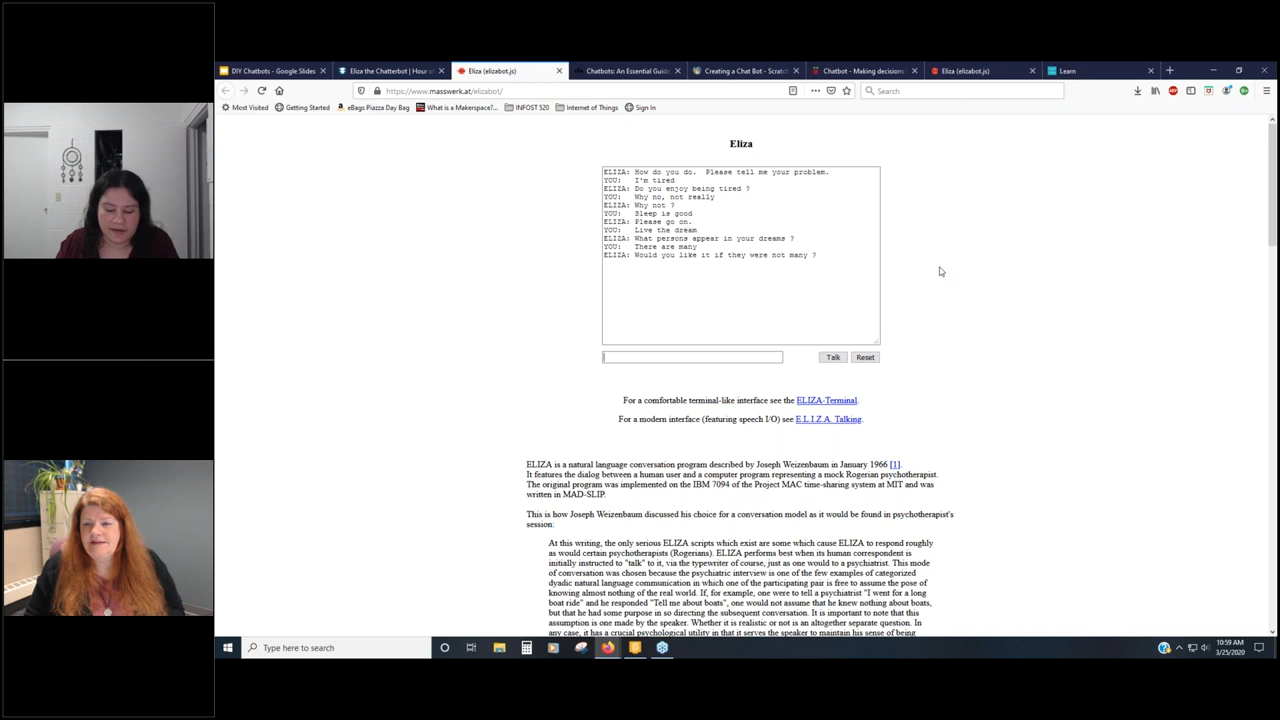 DIY Chatbots - Google Slides
Eliza the Chatterbot | Hour o
Eliza (elizabot.js)
Chatbots: An Essential Guide
Creating a Chat Bot - Scratch
Chatbot - Making decisions
Eliza (elizabot.js)
Learn
https://www.masswerk.at/elizabot/
Search
Most Visited
Getting Started
eBags Piazza Day Bag
What is a Makerspace?...
INFOST 520
Internet of Things
Sign In
Eliza
ELIZA: How do you do. Please tell me your problem.
YOU: I'm tired
ELIZA: Do you enjoy being tired ?
YOU: Why no, not really
ELIZA: Why not ?
YOU: Sleep is good
ELIZA: Please go on.
YOU: Live the dream
ELIZA: What persons appear in your dreams ?
YOU: There are many
ELIZA: Would you like it if they were not many ?
Talk
Reset
For a comfortable terminal-like interface see the ELIZA-Terminal.
For a modern interface (featuring speech I/O) see E.L.I.Z.A. Talking.
ELIZA is a natural language conversation program described by Joseph Weizenbaum in January 1966 [1].
It features the dialog between a human user and a computer program representing a mock Rogerian psychotherapist.
The original program was implemented on the IBM 7094 of the Project MAC time-sharing system at MIT and was
written in MAD-SLIP.
This is how Joseph Weizenbaum discussed his choice for a conversation model as it would be found in psychotherapist's
session:
At this writing, the only serious ELIZA scripts which exist are some which cause ELIZA to respond roughly
as would certain psychotherapists (Rogerians). ELIZA performs best when its human correspondent is
initially instructed to "talk" to it, via the typewriter of course, just as one would to a psychiatrist. This mode
of conversation was chosen because the psychiatric interview is one of the few examples of categorized
dyadic natural language communication in which one of the participating pair is free to assume the pose of
knowing almost nothing of the real world. If, for example, one were to tell a psychiatrist "I went for a long
boat ride" and he responded "Tell me about boats", one would not assume that he knew nothing about boats,
but that he had some purpose in so directing the subsequent conversation. It is important to note that this
assumption is one made by the speaker. Whether it is realistic or not is an altogether separate question. In
any case, it has a crucial psychological utility in that it serves the speaker to maintain his sense of being
Type here to search
10:59 AM
3/25/2020